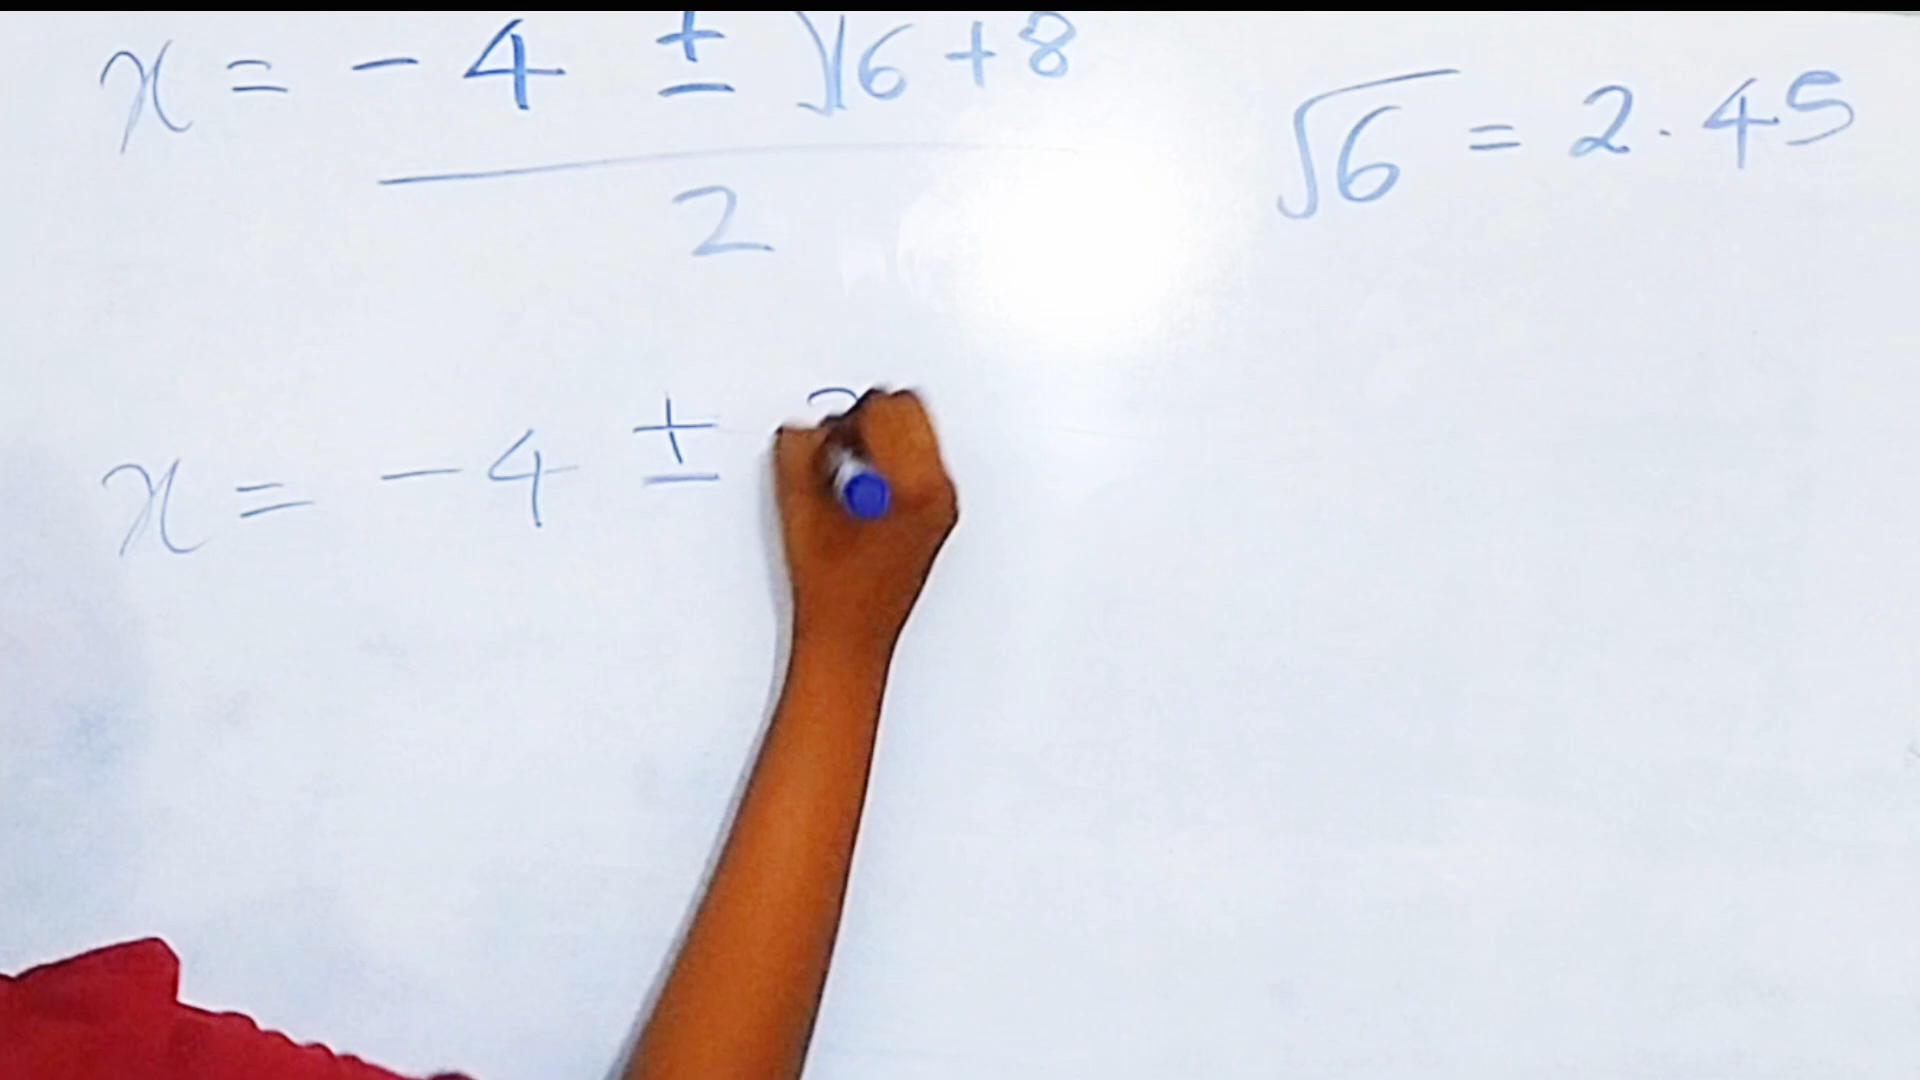 x = - 4 ± √16 + 8
2
√6 = 2.45
x = - 4 ±